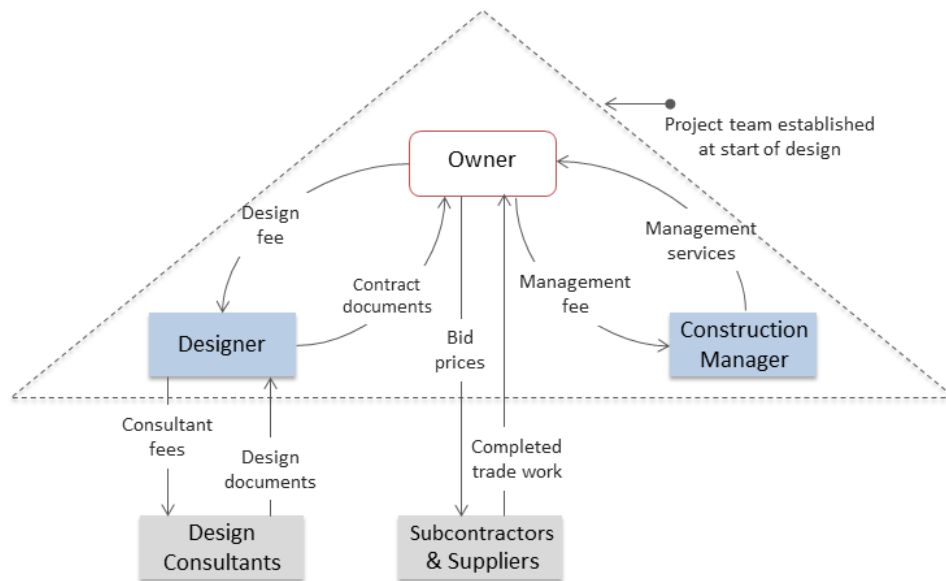 Project team established
at start of design
Owner
Design
fee
Management
services
Contract
documents
Management
fee
Designer
Bid
prices
Construction
Manager
Consultant
fees
Design
documents
Completed
trade work
Design
Consultants
Subcontractors
& Suppliers